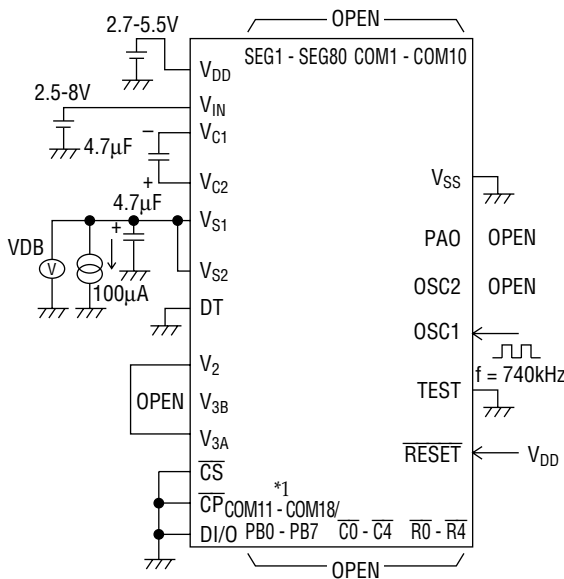 OPEN
2.7-5.5V
SEG1 - SEG80 COM1 - COM10
VDD
2.5-8V
VIN
4.7μF
−
VC1
+
VC2
4.7μF
+
VS1
VDB
V
100μA
VS2
DT
V2
OPEN
V3B
V3A
CS
CP
*1
COM11 - COM18/
DI/O
PB0 - PB7
C0 - C4
R0 - R4
OPEN
VSS
PAO OPEN
OSC2 OPEN
OSC1
f = 740kHz
TEST
RESET
VDD